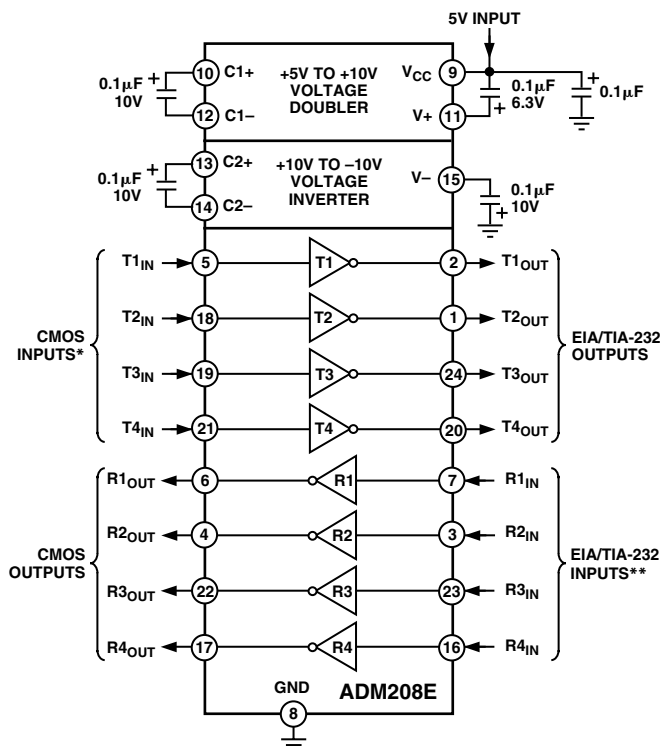 5V INPUT
0.1µF
10V
10 C1+
12 C1–
+5V TO +10V
VOLTAGE
DOUBLER
VCC 9
V+ 11
0.1µF
6.3V
0.1µF
0.1µF
10V
13 C2+
14 C2–
+10V TO –10V
VOLTAGE
INVERTER
V– 15
0.1µF
10V
CMOS
INPUTS*
T1IN 5 T1 2 T1OUT
T2IN 18 T2 1 T2OUT
T3IN 19 T3 24 T3OUT
T4IN 21 T4 20 T4OUT
EIA/TIA-232
OUTPUTS
CMOS
OUTPUTS
R1OUT 6 R1 7 R1IN
R2OUT 4 R2 3 R2IN
R3OUT 22 R3 23 R3IN
R4OUT 17 R4 16 R4IN
EIA/TIA-232
INPUTS**
GND
8
ADM208E
+
+
+
+
+